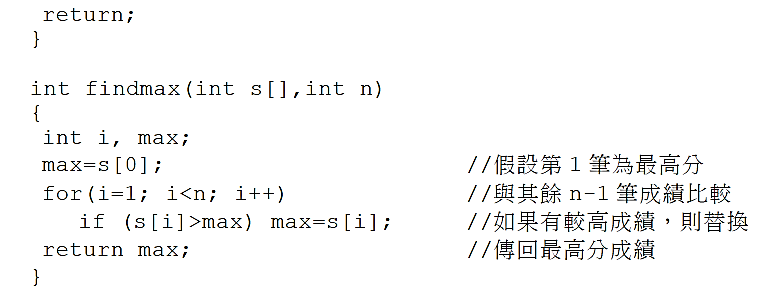 return;
}
int findmax(int s[],int n)
{
int i, max;
max=s[0]; //假設第 1 筆為最高分
for(i=1; i<n; i++) //與其餘 n-1 筆成績比較
if (s[i]>max) max=s[i]; //如果有較高成績，則替換
return max; //傳回最高分成績
}